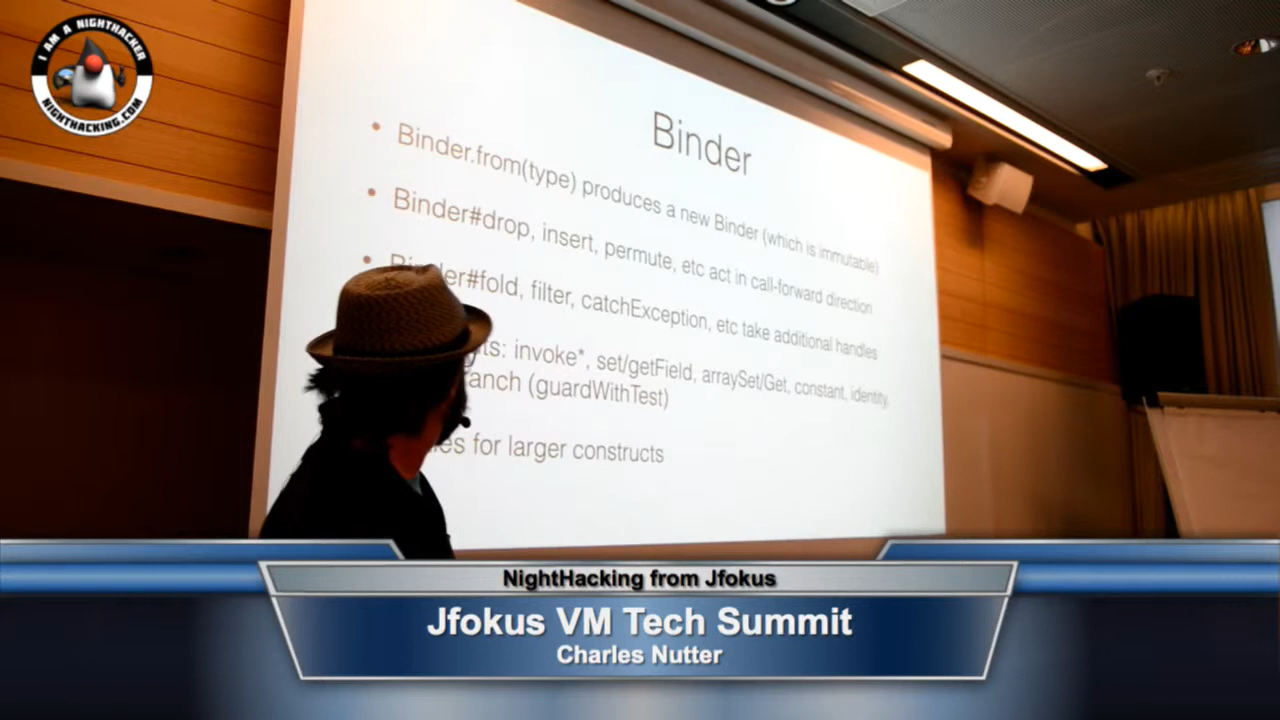 I AM A NIGHTHACKER
NIGHTHACKING.COM
Binder
• Binder.from(type) produces a new Binder (which is immutable)
• Binder#drop, insert, permute, etc act in call-forward direction
• Binder#fold, filter, catchException, etc take additional handles
ts: invoke*, set/getField, arraySet/Get, constant, identity,
ranch (guardWithTest)
es for larger constructs
NightHacking from Jfokus
Jfokus VM Tech Summit
Charles Nutter